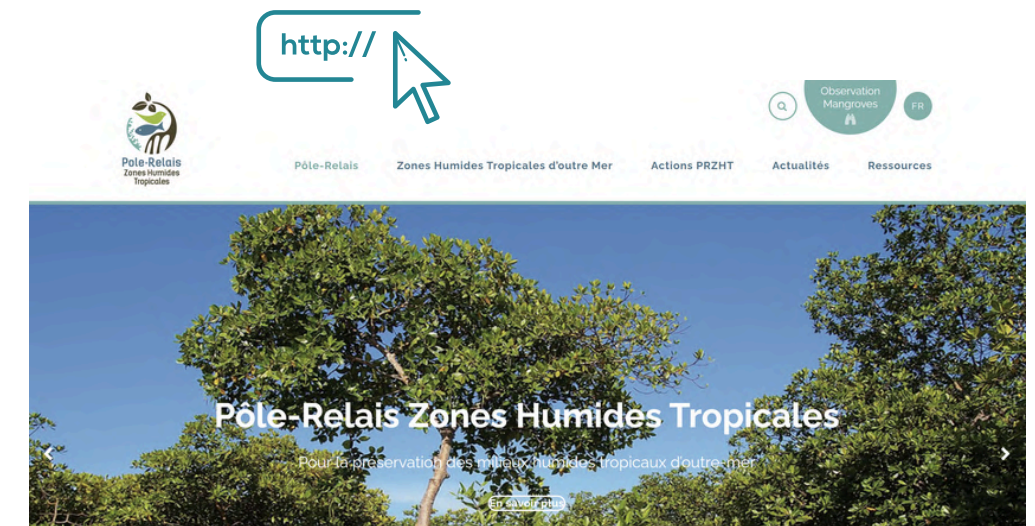 http://
Observation
Mangroves
FR
Pole-Relais
Zones Humides
Tropicales
Pôle-Relais
Zones Humides Tropicales d'outre Mer
Actions PRZHT
Actualités
Ressources
Pôle-Relais Zones Humides Tropicales
Pour la préservation des milieux humides tropicaux d'outre-mer
En savoir plus